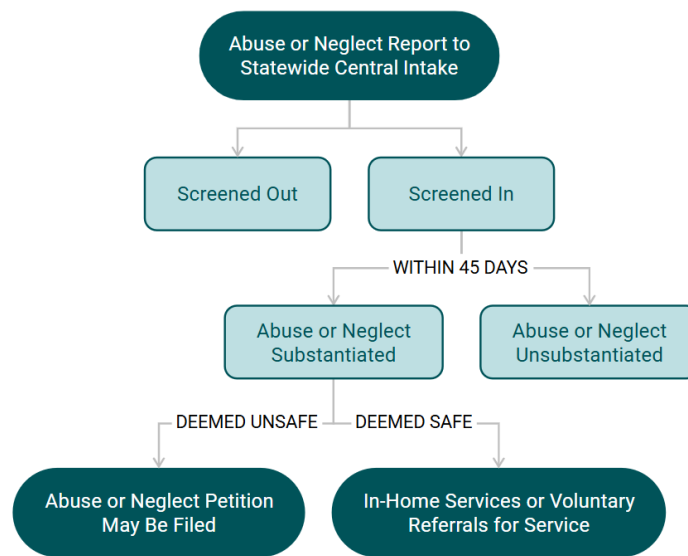 Abuse or Neglect Report to
Statewide Central Intake
Screened Out
Screened In
WITHIN 45 DAYS
Abuse or Neglect
Substantiated
Abuse or Neglect
Unsubstantiated
DEEMED UNSAFE
DEEMED SAFE
Abuse or Neglect Petition
May Be Filed
In-Home Services or Voluntary
Referrals for Service